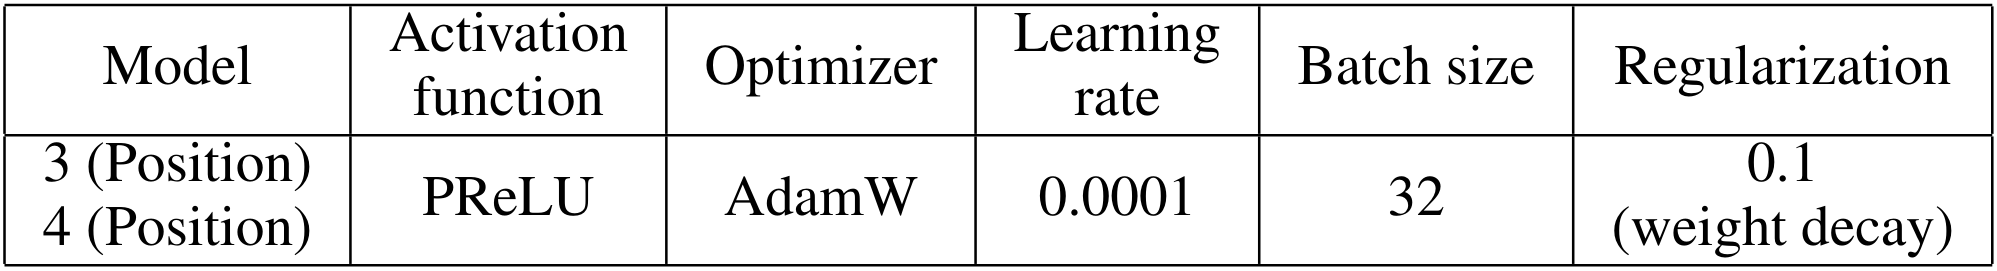 Model
Activation
function
Optimizer
Learning
rate
Batch size
Regularization
3 (Position)
4 (Position)
PReLU
AdamW
0.0001
32
0.1
(weight decay)